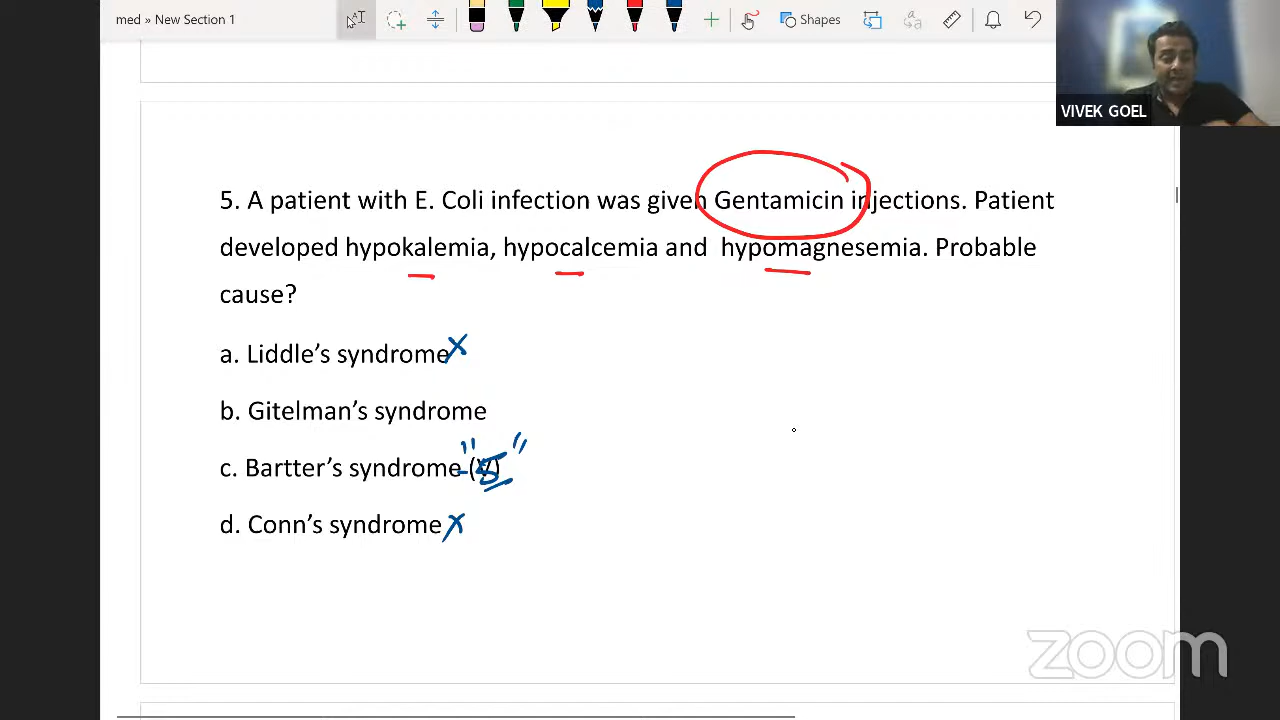 med » New Section 1
Shapes
VIVEK GOEL
5. A patient with E. Coli infection was given Gentamicin injections. Patient
developed hypokalemia, hypocalcemia and hypomagnesemia. Probable
cause?
a. Liddle's syndrome X
b. Gitelman's syndrome
c. Bartter's syndrome -(V) "5"
d. Conn's syndrome X
zoom